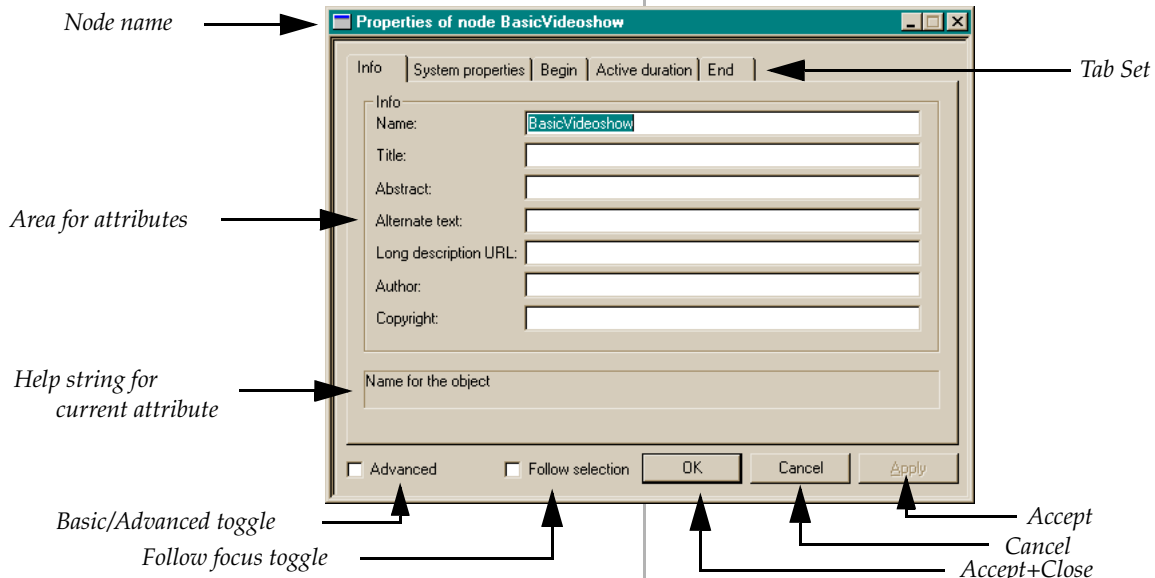 Node name
Properties of node BasicVideoshow
Info System properties Begin Active duration End
Tab Set
Info
Name: BasicVideoshow
Title:
Abstract:
Area for attributes
Alternate text:
Long description URL:
Author:
Copyright:
Help string for
current attribute
Name for the object
Advanced Follow selection OK Cancel Apply
Basic/Advanced toggle
Follow focus toggle
Accept
Cancel
Accept+Close